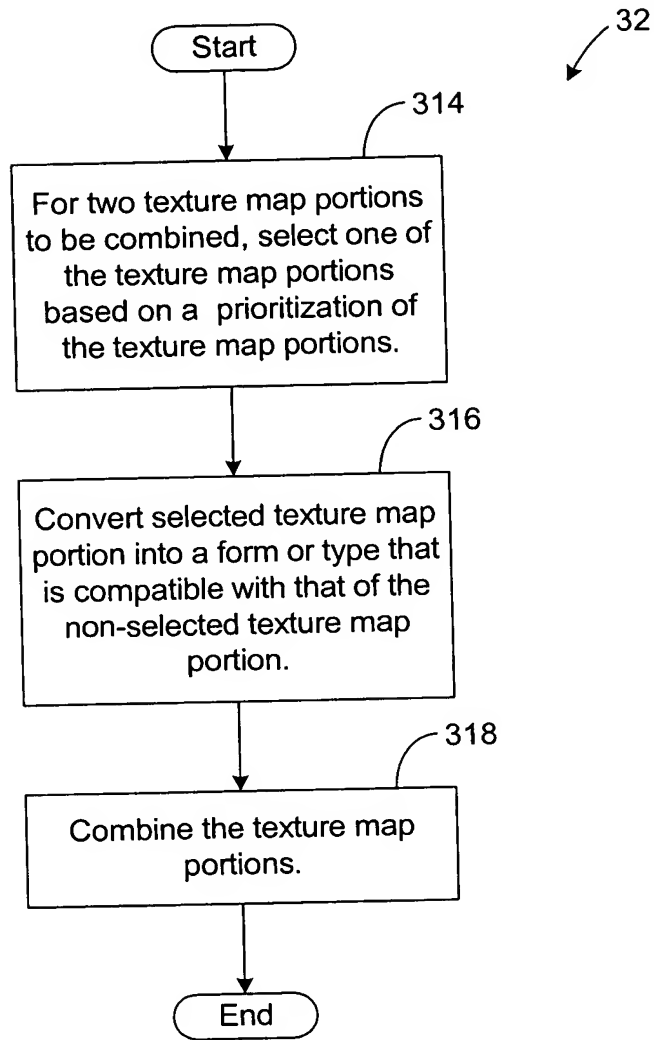 Start
32
314
For two texture map portions
to be combined, select one of
the texture map portions
based on a prioritization of
the texture map portions.
316
Convert selected texture map
portion into a form or type that
is compatible with that of the
non-selected texture map
portion.
318
Combine the texture map
portions.
End